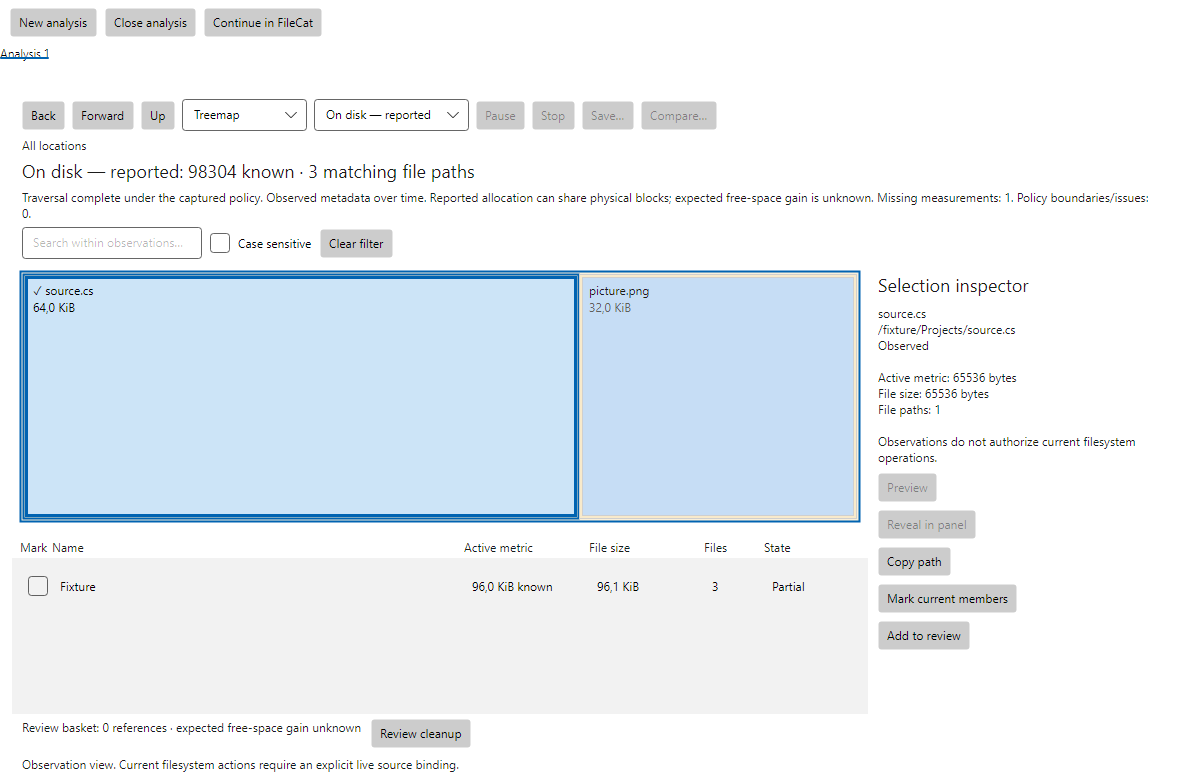 New analysis Close analysis Continue in FileCat
Analysis 1
Back Forward Up Treemap On disk — reported Pause Stop Save... Compare...
All locations
On disk — reported: 98304 known · 3 matching file paths
Traversal complete under the captured policy. Observed metadata over time. Reported allocation can share physical blocks; expected free-space gain is unknown. Missing measurements: 1. Policy boundaries/issues:
0.
Search within observations... Case sensitive Clear filter
✓ source.cs
64,0 KiB
picture.png
32,0 KiB
Selection inspector
source.cs
/fixture/Projects/source.cs
Observed
Active metric: 65536 bytes
File size: 65536 bytes
File paths: 1
Observations do not authorize current filesystem
operations.
Preview
Reveal in panel
Copy path
Mark current members
Add to review
Mark Name Active metric File size Files State
Fixture 96,0 KiB known 96,1 KiB 3 Partial
Review basket: 0 references · expected free-space gain unknown Review cleanup
Observation view. Current filesystem actions require an explicit live source binding.